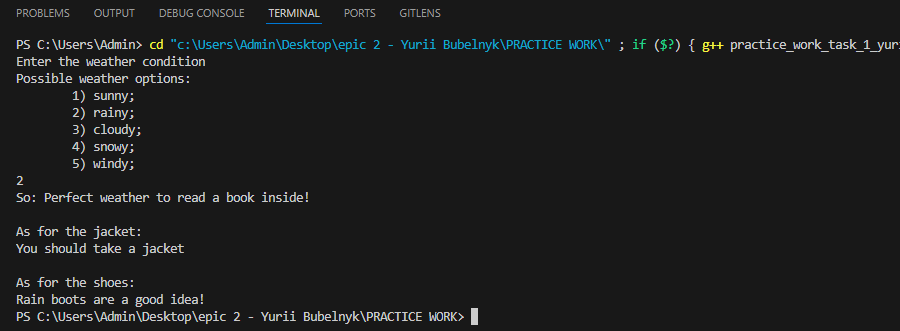 PROBLEMS OUTPUT DEBUG CONSOLE TERMINAL PORTS GITLENS
PS C:\Users\Admin> cd "c:\Users\Admin\Desktop\epic 2 - Yurii Bubelnyk\PRACTICE WORK\" ; if ($?) { g++ practice_work_task_1_yuri
Enter the weather condition
Possible weather options:
1) sunny;
2) rainy;
3) cloudy;
4) snowy;
5) windy;
2
So: Perfect weather to read a book inside!
As for the jacket:
You should take a jacket
As for the shoes:
Rain boots are a good idea!
PS C:\Users\Admin\Desktop\epic 2 - Yurii Bubelnyk\PRACTICE WORK>